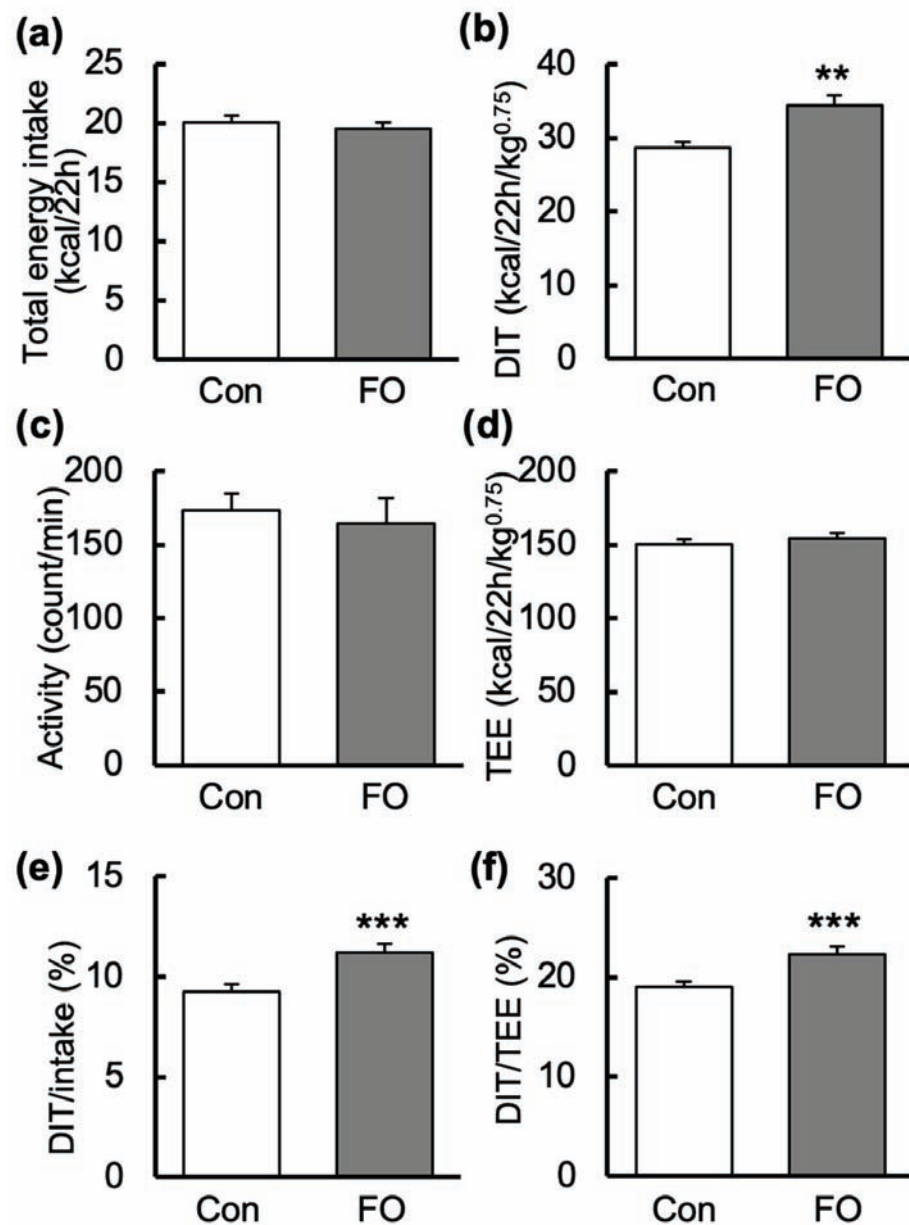 (a)
Total energy intake
(kcal/22h)
25
20
15
10
5
0
Con FO
(b)
DIT (kcal/22h/kg0.75)
40
30
20
10
0
**
Con FO
(c)
Activity (count/min)
200
150
100
50
0
Con FO
(d)
TEE (kcal/22h/kg0.75)
200
150
100
50
0
Con FO
(e)
DIT/intake (%)
15
10
5
0
***
Con FO
(f)
DIT/TEE (%)
30
20
10
0
***
Con FO